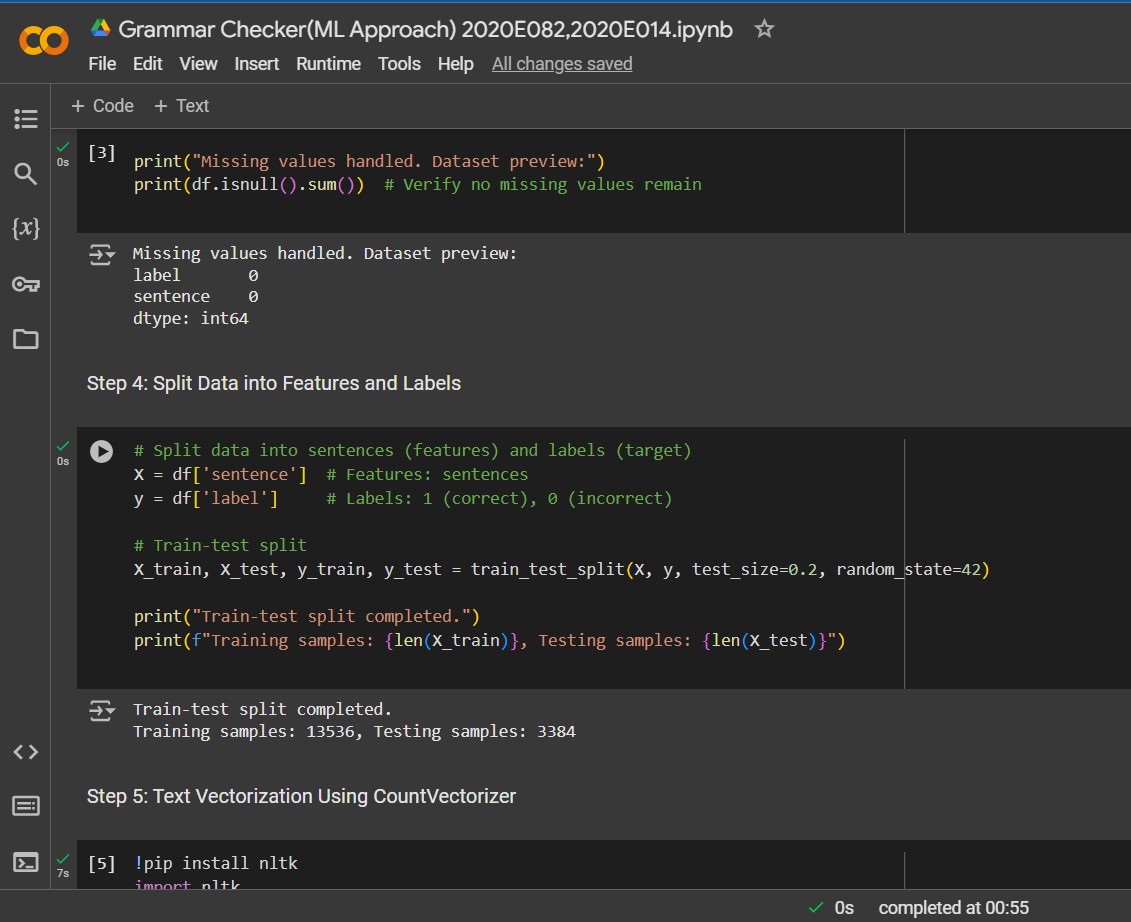 Grammar Checker(ML Approach) 2020E082,2020E014.ipynb
File Edit View Insert Runtime Tools Help All changes saved
+ Code + Text
0s
[3]
print("Missing values handled. Dataset preview:")
print(df.isnull().sum())  # Verify no missing values remain
Missing values handled. Dataset preview:
label       0
sentence    0
dtype: int64
Step 4: Split Data into Features and Labels
0s
# Split data into sentences (features) and labels (target)
X = df['sentence']  # Features: sentences
y = df['label']     # Labels: 1 (correct), 0 (incorrect)
# Train-test split
X_train, X_test, y_train, y_test = train_test_split(X, y, test_size=0.2, random_state=42)
print("Train-test split completed.")
print(f"Training samples: {len(X_train)}, Testing samples: {len(X_test)}")
Train-test split completed.
Training samples: 13536, Testing samples: 3384
Step 5: Text Vectorization Using CountVectorizer
7s
[5] !pip install nltk
import nltk
{x}
0s completed at 00:55